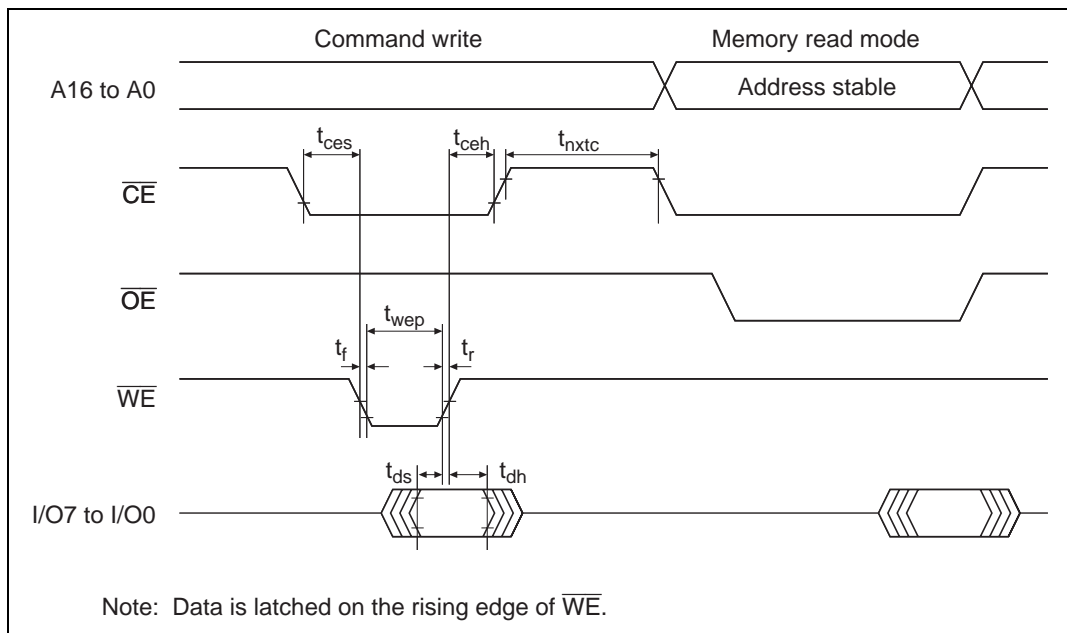 Command write Memory read mode
A16 to A0 Address stable
tces tceh tnxtc
CE
OE
twep
tf tr
WE
tds tdh
I/O7 to I/O0
Note: Data is latched on the rising edge of WE.